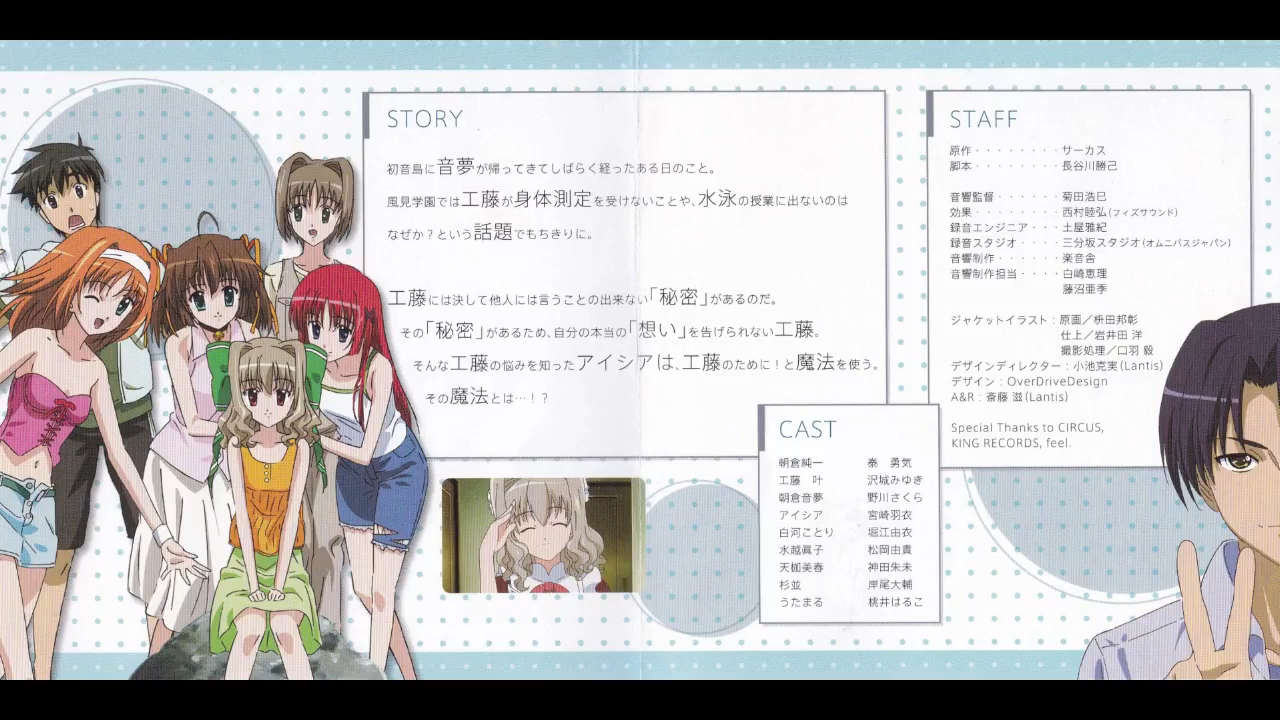 STORY
初音島に音夢が帰ってきてしばらく経ったある日のこと。
風見学園では工藤が身体測定を受けないことや、水泳の授業に出ないのは
なぜか?という話題でもちきりに。
工藤には決して他人には言うことの出来ない「秘密」があるのだ。
その「秘密」があるため、自分の本当の「想い」を告げられない工藤。
そんな工藤の悩みを知ったアイシアは、工藤のために!と魔法を使う。
その魔法とは…!?
CAST
朝倉純一 泰 勇気
工藤 叶 沢城みゆき
朝倉音夢 野川さくら
アイシア 宮崎羽衣
白河ことり 堀江由衣
水越眞子 松岡由貴
天枷美春 神田朱未
杉並 岸尾大輔
うたまる 桃井はるこ
STAFF
原作・・・・・・・・サーカス
脚本・・・・・・・・長谷川勝己
音響監督・・・・・・菊田浩巳
効果・・・・・・・・西村睦弘(フィズサウンド)
録音エンジニア・・・土屋雅紀
録音スタジオ・・・・三分坂スタジオ(オムニバスジャパン)
音響制作・・・・・・楽音舎
音響制作担当・・・・白崎恵理
藤沼亜季
ジャケットイラスト:原画/枡田邦彰
仕上/岩井田 洋
撮影処理/口羽 毅
デザインディレクター:小池克実(Lantis)
デザイン:OverDriveDesign
A&R:斎藤 滋(Lantis)
Special Thanks to CIRCUS,
KING RECORDS, feel.